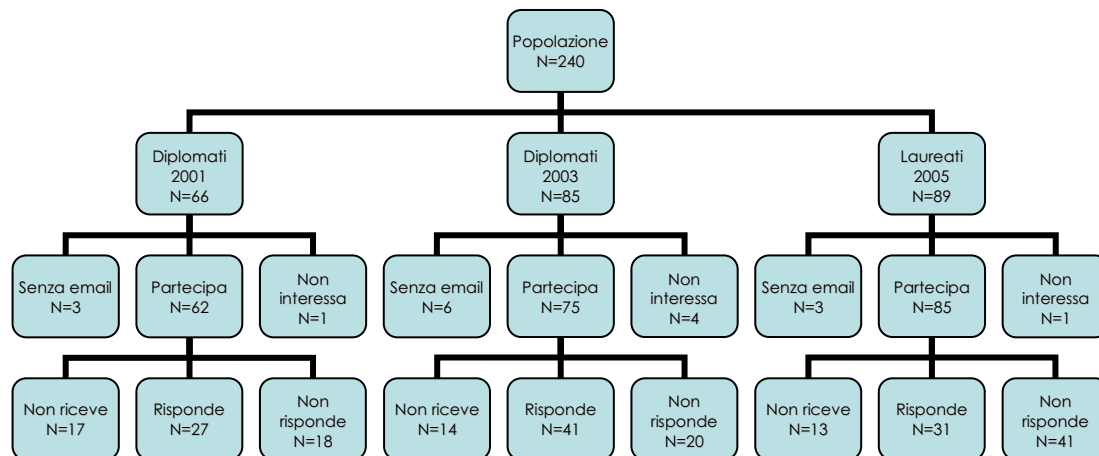 Popolazione
N=240
Diplomati
2001
N=66
Diplomati
2003
N=85
Laureati
2005
N=89
Senza email
N=3
Partecipa
N=62
Non
interessa
N=1
Senza email
N=6
Partecipa
N=75
Non
interessa
N=4
Senza email
N=3
Partecipa
N=85
Non
interessa
N=1
Non riceve
N=17
Risponde
N=27
Non
risponde
N=18
Non riceve
N=14
Risponde
N=41
Non
risponde
N=20
Non riceve
N=13
Risponde
N=31
Non
risponde
N=41